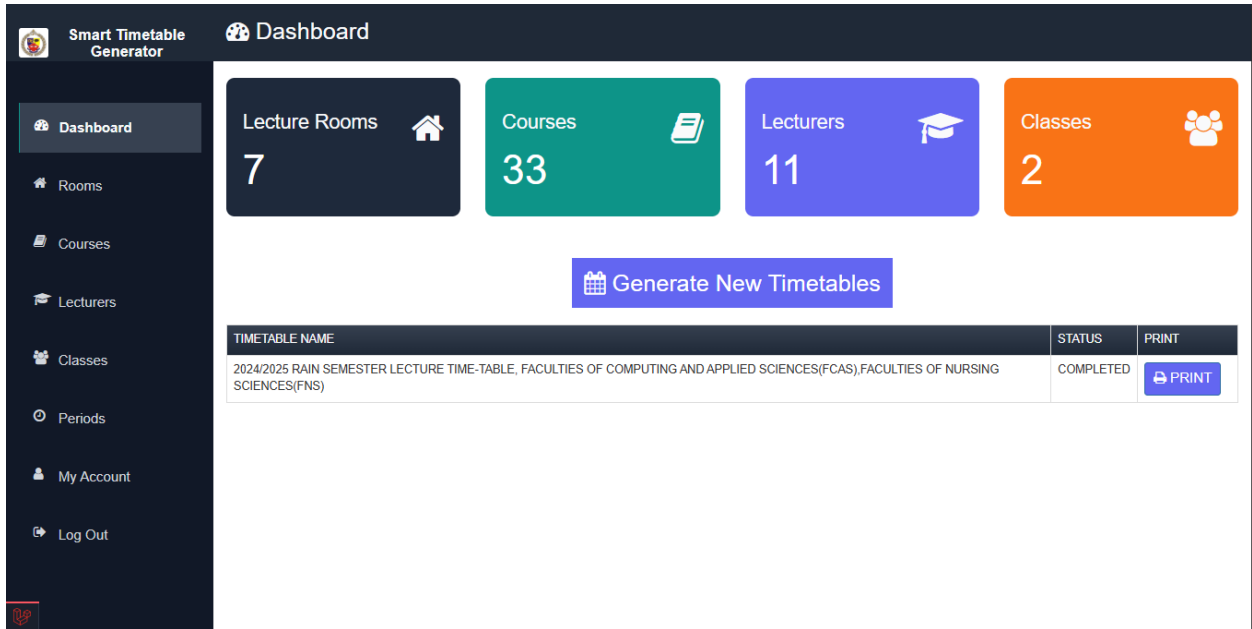 Smart Timetable
Generator
Dashboard
Dashboard
Rooms
Courses
Lecturers
Classes
Periods
My Account
Log Out
Lecture Rooms
7
Courses
33
Lecturers
11
Classes
2
Generate New Timetables
TIMETABLE NAME STATUS PRINT
2024/2025 RAIN SEMESTER LECTURE TIME-TABLE, FACULTIES OF COMPUTING AND APPLIED SCIENCES(FCAS),FACULTIES OF NURSING
SCIENCES(FNS)
COMPLETED
PRINT